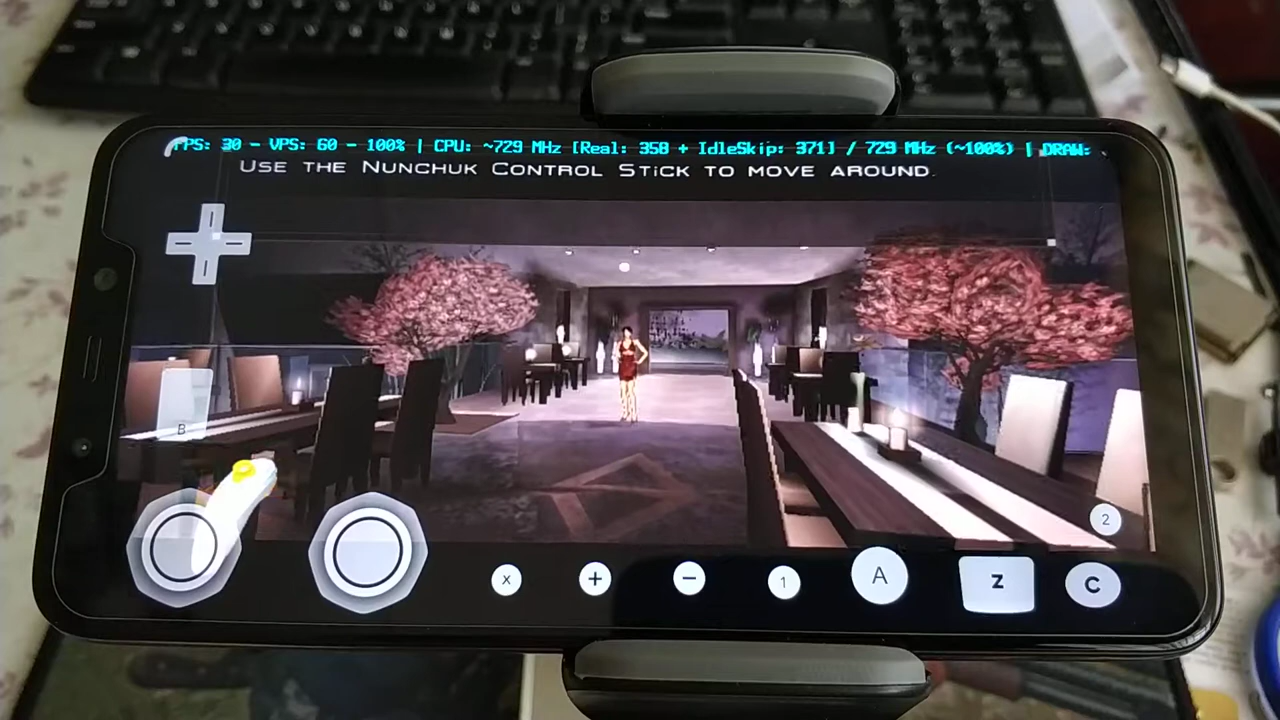 FPS: 30 - VPS: 60 - 100% | CPU: ~729 MHz [Real: 358 + IdleSkip: 371] / 729 MHz (~100%) | DRAW:
USE THE NUNCHUK CONTROL STICK TO MOVE AROUND.
B
2
X + - 1 A Z C